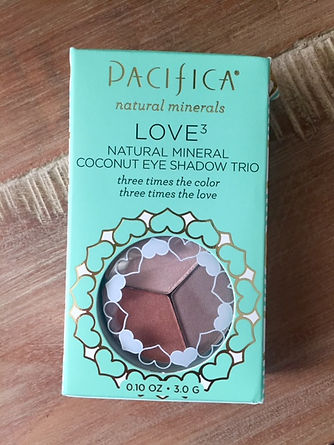 PACIFICA®
natural minerals
LOVE³
NATURAL MINERAL
COCONUT EYE SHADOW TRIO
three times the color
three times the love
0.10 OZ • 3.0 G